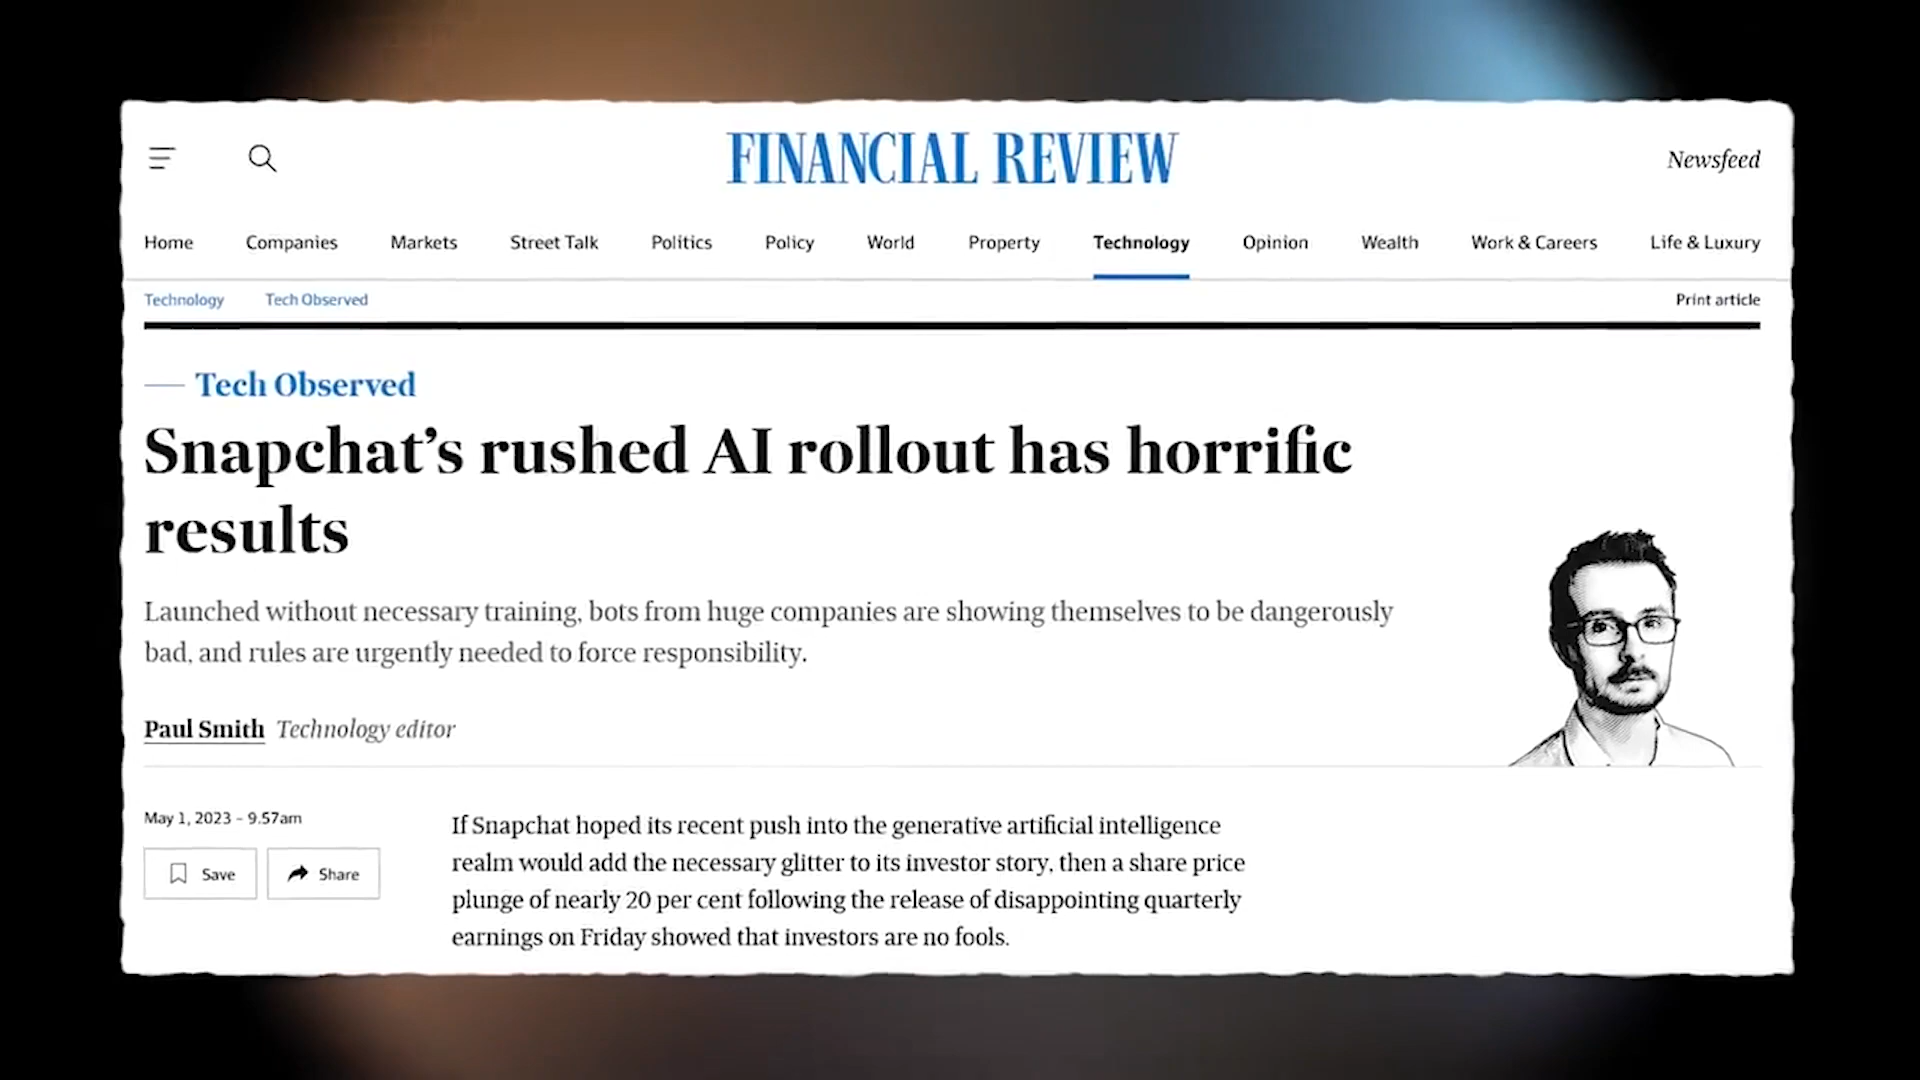 FINANCIAL REVIEW
Newsfeed
Home Companies Markets Street Talk Politics Policy World Property Technology Opinion Wealth Work & Careers Life & Luxury
Technology Tech Observed Print article
Tech Observed
Snapchat’s rushed AI rollout has horrific
results
Launched without necessary training, bots from huge companies are showing themselves to be dangerously
bad, and rules are urgently needed to force responsibility.
Paul Smith Technology editor
May 1, 2023 – 9.57am
Save Share
If Snapchat hoped its recent push into the generative artificial intelligence
realm would add the necessary glitter to its investor story, then a share price
plunge of nearly 20 per cent following the release of disappointing quarterly
earnings on Friday showed that investors are no fools.